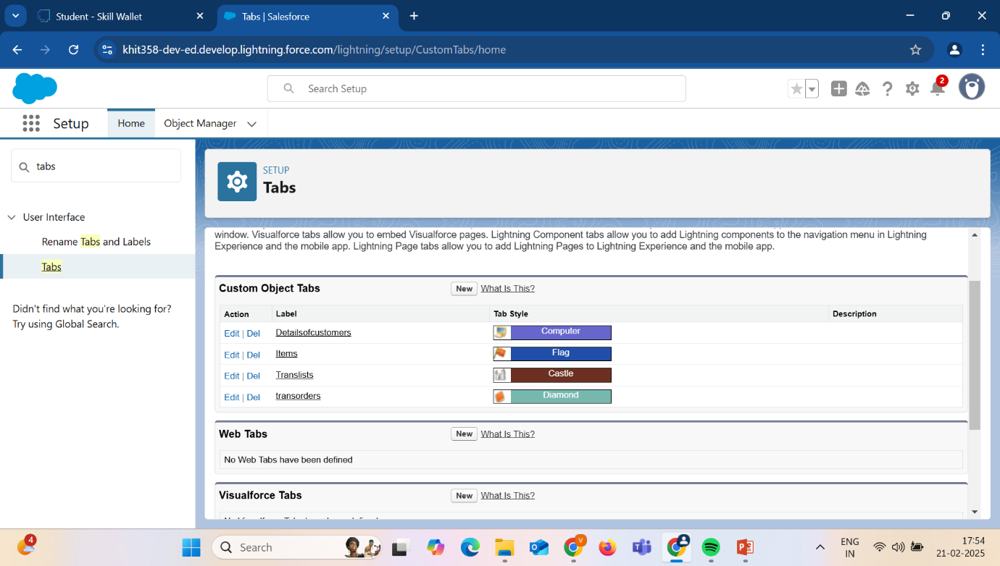 Student - Skill Wallet
Tabs | Salesforce
khit358-dev-ed.develop.lightning.force.com/lightning/setup/CustomTabs/home
Search Setup
2
Setup
Home
Object Manager
tabs
User Interface
Rename Tabs and Labels
Tabs
Didn't find what you're looking for?
Try using Global Search.
SETUP
Tabs
window. Visualforce tabs allow you to embed Visualforce pages. Lightning Component tabs allow you to add Lightning components to the navigation menu in Lightning
Experience and the mobile app. Lightning Page tabs allow you to add Lightning Pages to Lightning Experience and the mobile app.
Custom Object Tabs New What Is This?
Action Label Tab Style Description
Edit | Del Detailsofcustomers Computer
Edit | Del Items Flag
Edit | Del Translists Castle
Edit | Del transorders Diamond
Web Tabs New What Is This?
No Web Tabs have been defined
Visualforce Tabs New What Is This?
4
Search
V
ENG
IN
17:54
21-02-2025